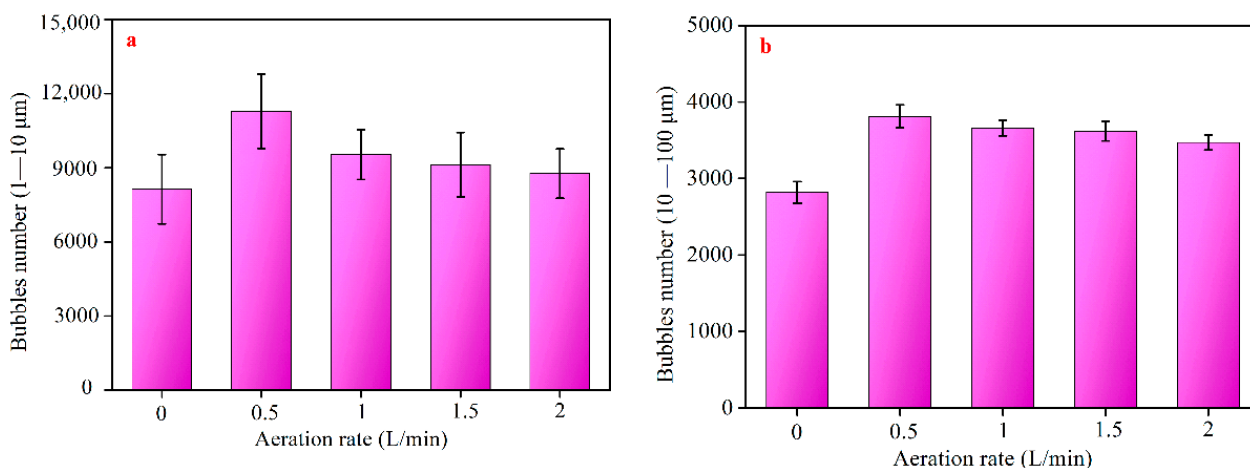 a
Bubbles number (1—10 μm)
15,000
12,000
9000
6000
3000
0
0 0.5 1 1.5 2
Aeration rate (L/min)
b
Bubbles number (10 —100 μm)
5000
4000
3000
2000
1000
0
0 0.5 1 1.5 2
Aeration rate (L/min)